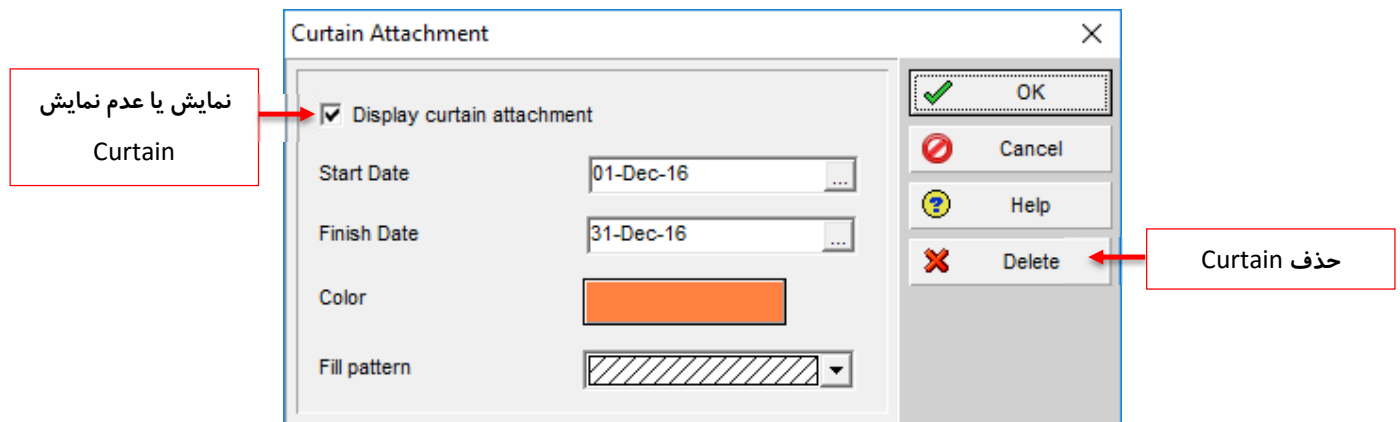 Curtain Attachment
نمایش یا عدم نمایش
Curtain
Display curtain attachment
Start Date
01-Dec-16
...
Finish Date
31-Dec-16
...
Color
Fill pattern
OK
Cancel
Help
Delete
حذف Curtain